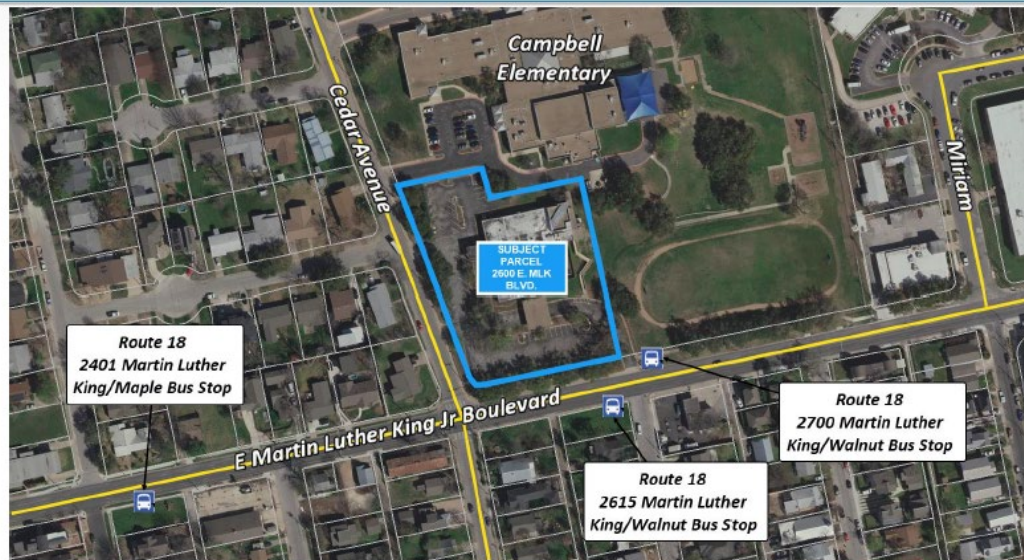 Campbell
Elementary
Cedar Avenue
Miriam
SUBJECT
PARCEL
2600 E. MLK
BLVD.
Route 18
2401 Martin Luther
King/Maple Bus Stop
E Martin Luther King Jr Boulevard
Route 18
2700 Martin Luther
King/Walnut Bus Stop
Route 18
2615 Martin Luther
King/Walnut Bus Stop